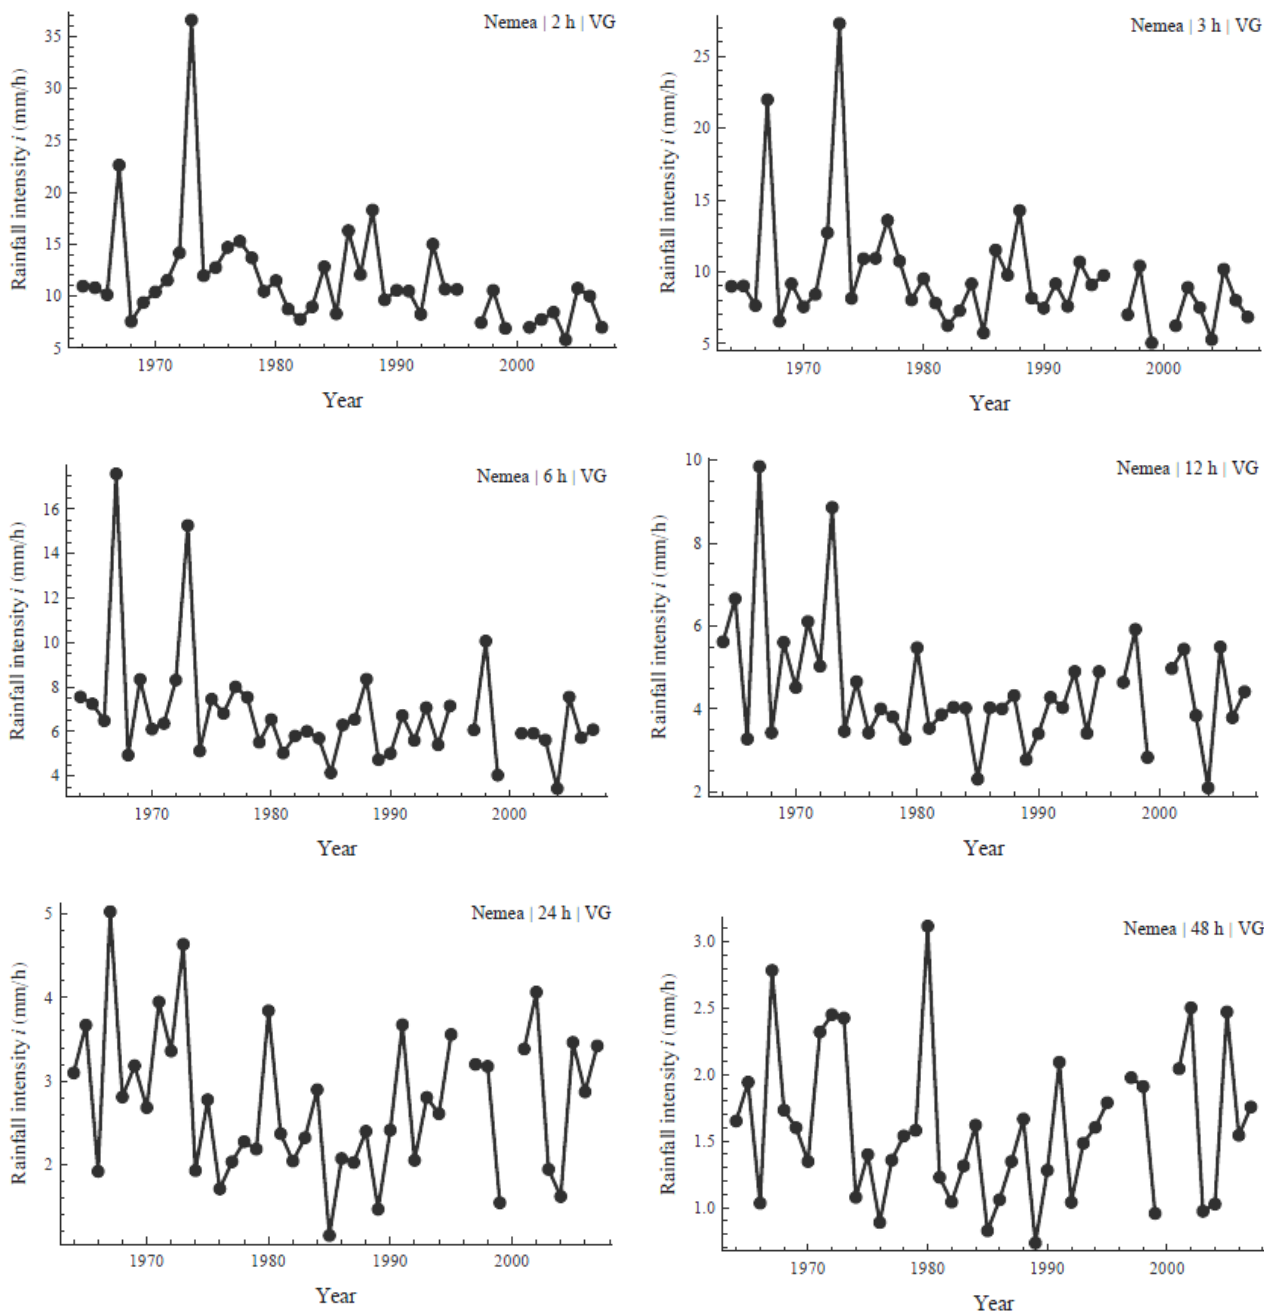 Nemea | 2 h | VG
Rainfall intensity i (mm/h)
35
30
25
20
15
10
5
1970 1980 1990 2000
Year
Nemea | 3 h | VG
Rainfall intensity i (mm/h)
25
20
15
10
5
1970 1980 1990 2000
Year
Nemea | 6 h | VG
Rainfall intensity i (mm/h)
16
14
12
10
8
6
4
1970 1980 1990 2000
Year
Nemea | 12 h | VG
Rainfall intensity i (mm/h)
10
8
6
4
2
1970 1980 1990 2000
Year
Nemea | 24 h | VG
Rainfall intensity i (mm/h)
5
4
3
2
1970 1980 1990 2000
Year
Nemea | 48 h | VG
Rainfall intensity i (mm/h)
3.0
2.5
2.0
1.5
1.0
1970 1980 1990 2000
Year